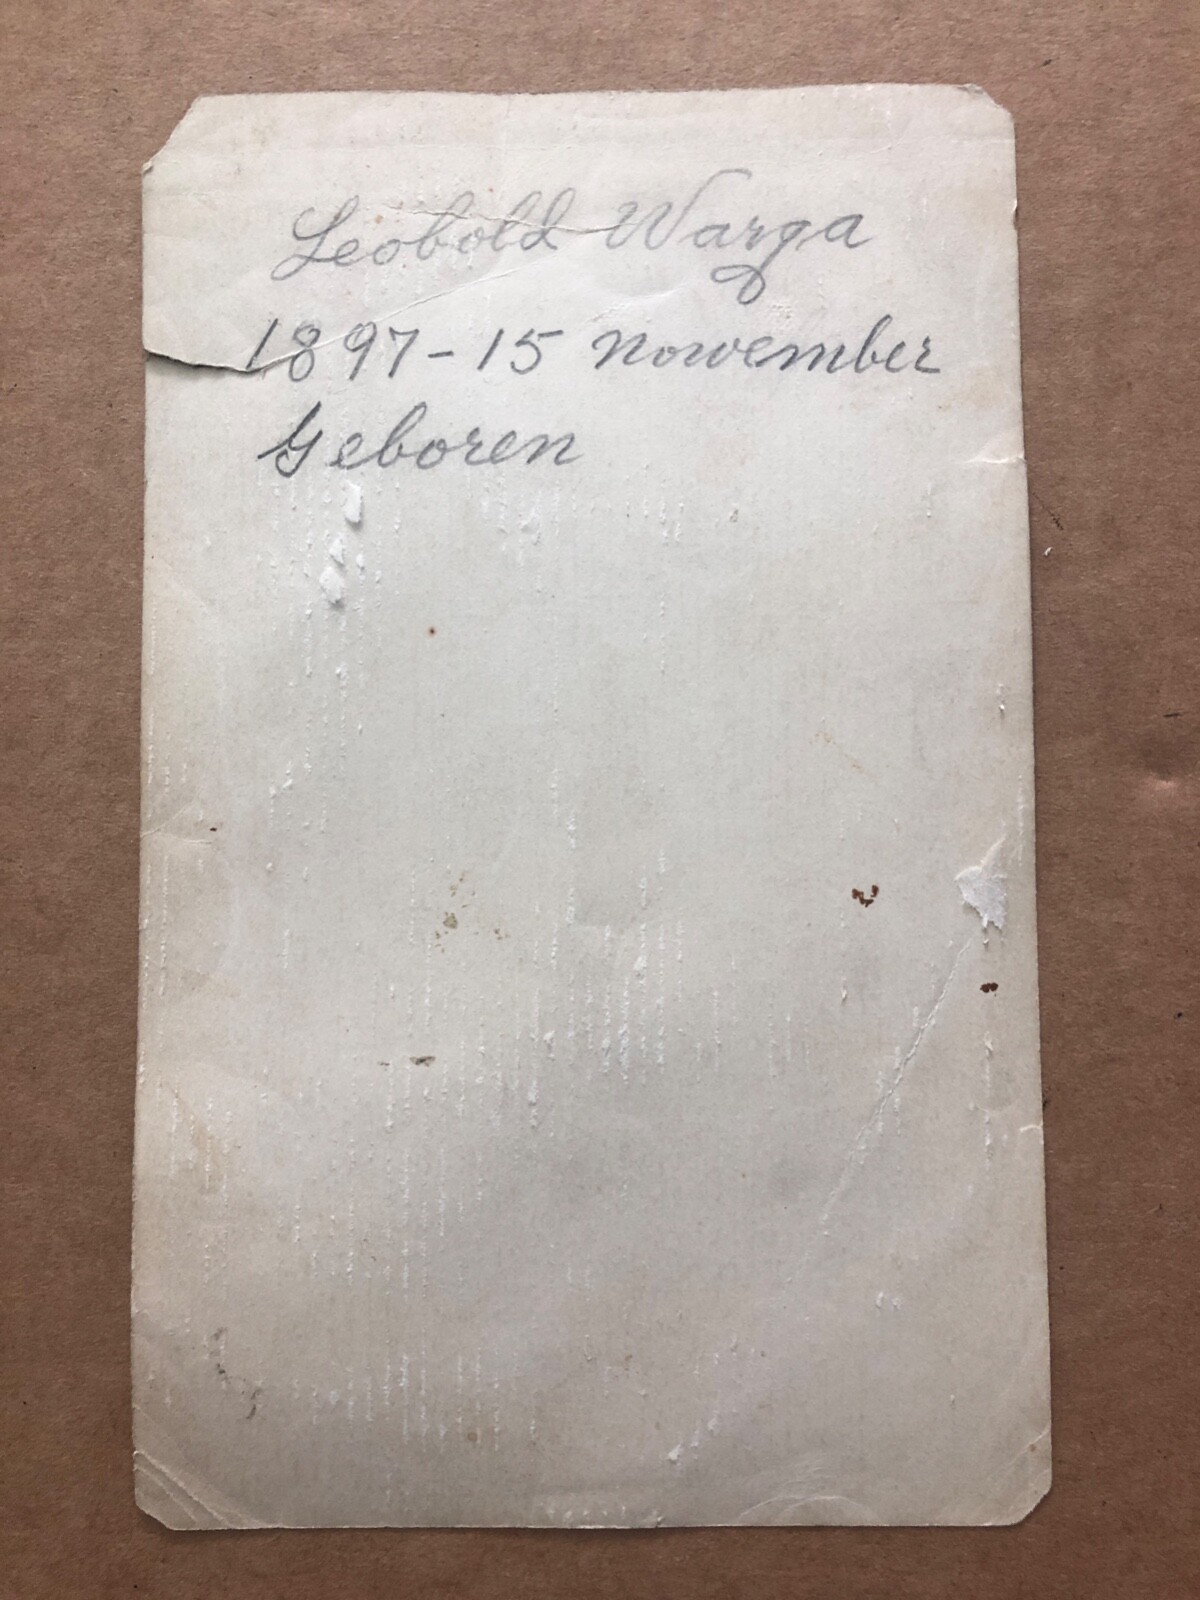 Leobold Warga
1897 - 15 nowember
Geboren